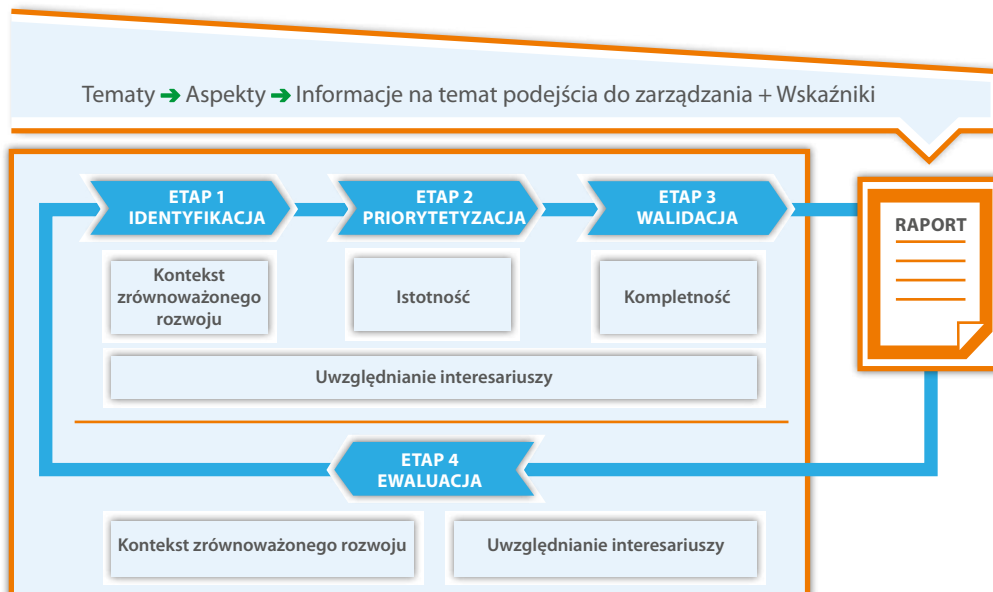 Tematy ➔ Aspekty ➔ Informacje na temat podejścia do zarządzania + Wskaźniki
ETAP 1
IDENTYFIKACJA
ETAP 2
PRIORYTETYZACJA
ETAP 3
WALIDACJA
RAPORT
Kontekst
zrównoważonego
rozwoju
Istotność
Kompletność
Uwzględnianie interesariuszy
ETAP 4
EWALUACJA
Kontekst zrównoważonego rozwoju
Uwzględnianie interesariuszy